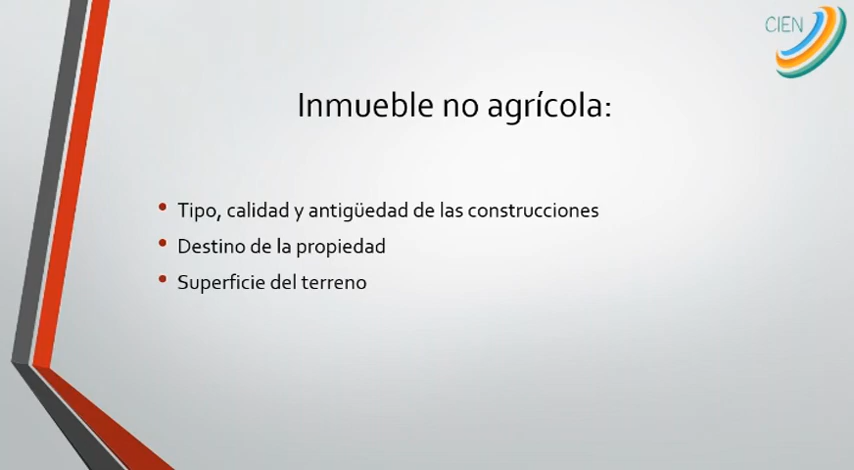 CIEN
Inmueble no agrícola:
• Tipo, calidad y antigüedad de las construcciones
• Destino de la propiedad
• Superficie del terreno